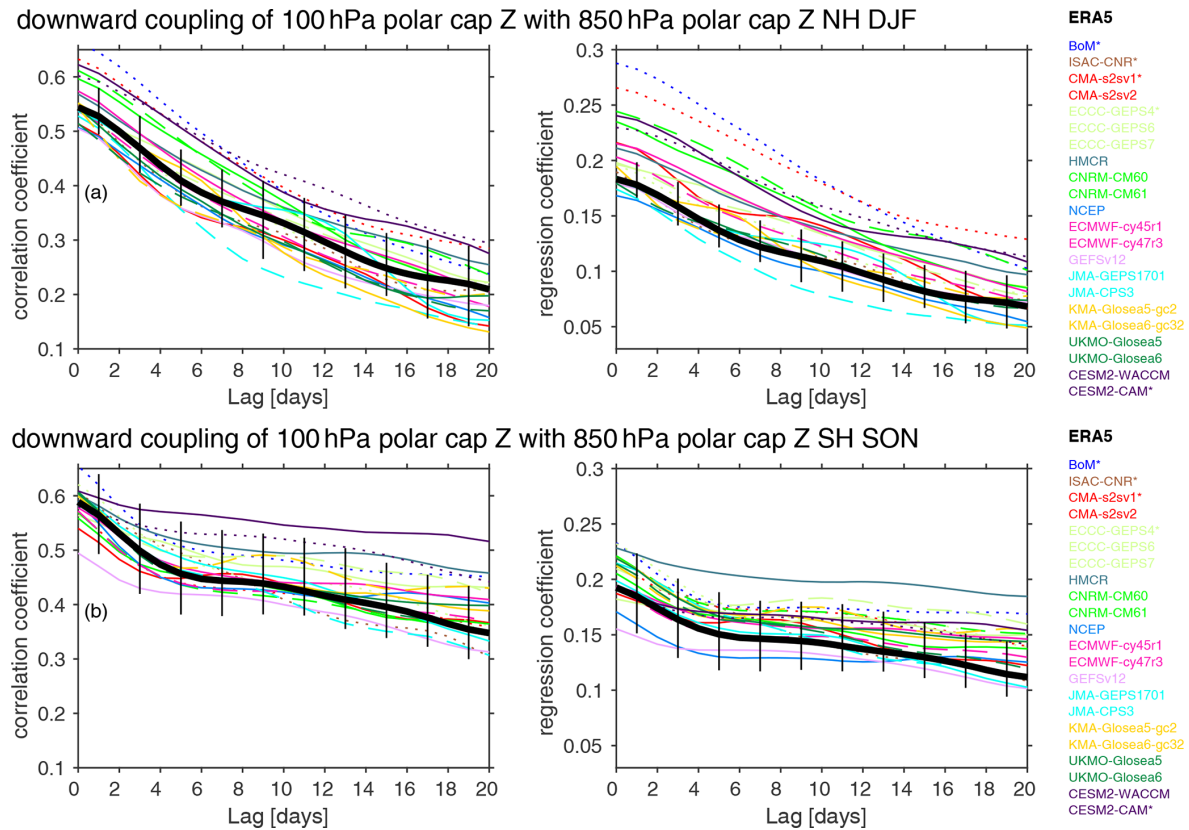 downward coupling of 100 hPa polar cap Z with 850 hPa polar cap Z NH DJF
correlation coefficient
0.6
0.5
0.4
0.3
0.2
0.1
(a)
0 2 4 6 8 10 12 14 16 18 20
Lag [days]
regression coefficient
0.3
0.25
0.2
0.15
0.1
0.05
0 2 4 6 8 10 12 14 16 18 20
Lag [days]
ERA5
BoM*
ISAC-CNR*
CMA-s2sv1*
CMA-s2sv2
ECCC-GEPS4*
ECCC-GEPS6
ECCC-GEPS7
HMCR
CNRM-CM60
CNRM-CM61
NCEP
ECMWF-cy45r1
ECMWF-cy47r3
GEFSv12
JMA-GEPS1701
JMA-CPS3
KMA-Glosea5-gc2
KMA-Glosea6-gc32
UKMO-Glosea5
UKMO-Glosea6
CESM2-WACCM
CESM2-CAM*
downward coupling of 100 hPa polar cap Z with 850 hPa polar cap Z SH SON
correlation coefficient
0.6
0.5
0.4
0.3
0.2
0.1
(b)
0 2 4 6 8 10 12 14 16 18 20
Lag [days]
regression coefficient
0.3
0.25
0.2
0.15
0.1
0.05
0 2 4 6 8 10 12 14 16 18 20
Lag [days]
ERA5
BoM*
ISAC-CNR*
CMA-s2sv1*
CMA-s2sv2
ECCC-GEPS4*
ECCC-GEPS6
ECCC-GEPS7
HMCR
CNRM-CM60
CNRM-CM61
NCEP
ECMWF-cy45r1
ECMWF-cy47r3
GEFSv12
JMA-GEPS1701
JMA-CPS3
KMA-Glosea5-gc2
KMA-Glosea6-gc32
UKMO-Glosea5
UKMO-Glosea6
CESM2-WACCM
CESM2-CAM*